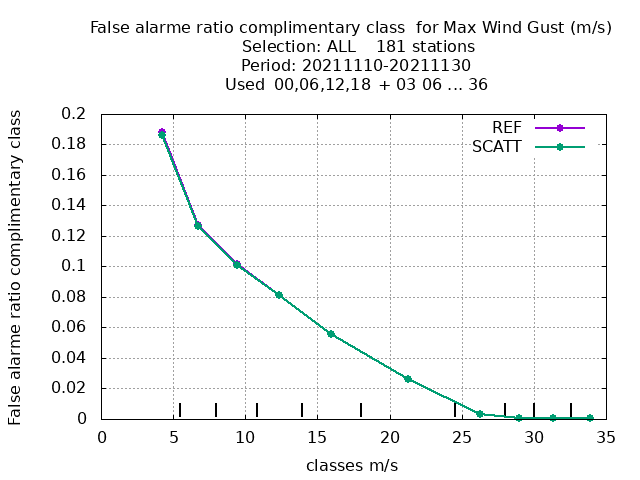 False alarme ratio complimentary class  for Max Wind Gust (m/s)
Selection: ALL    181 stations
Period: 20211110-20211130
Used  00,06,12,18  + 03 06 ... 36
False alarme ratio complimentary class
REF
SCATT
0.2
0.18
0.16
0.14
0.12
0.1
0.08
0.06
0.04
0.02
0
0 5 10 15 20 25 30 35
classes m/s